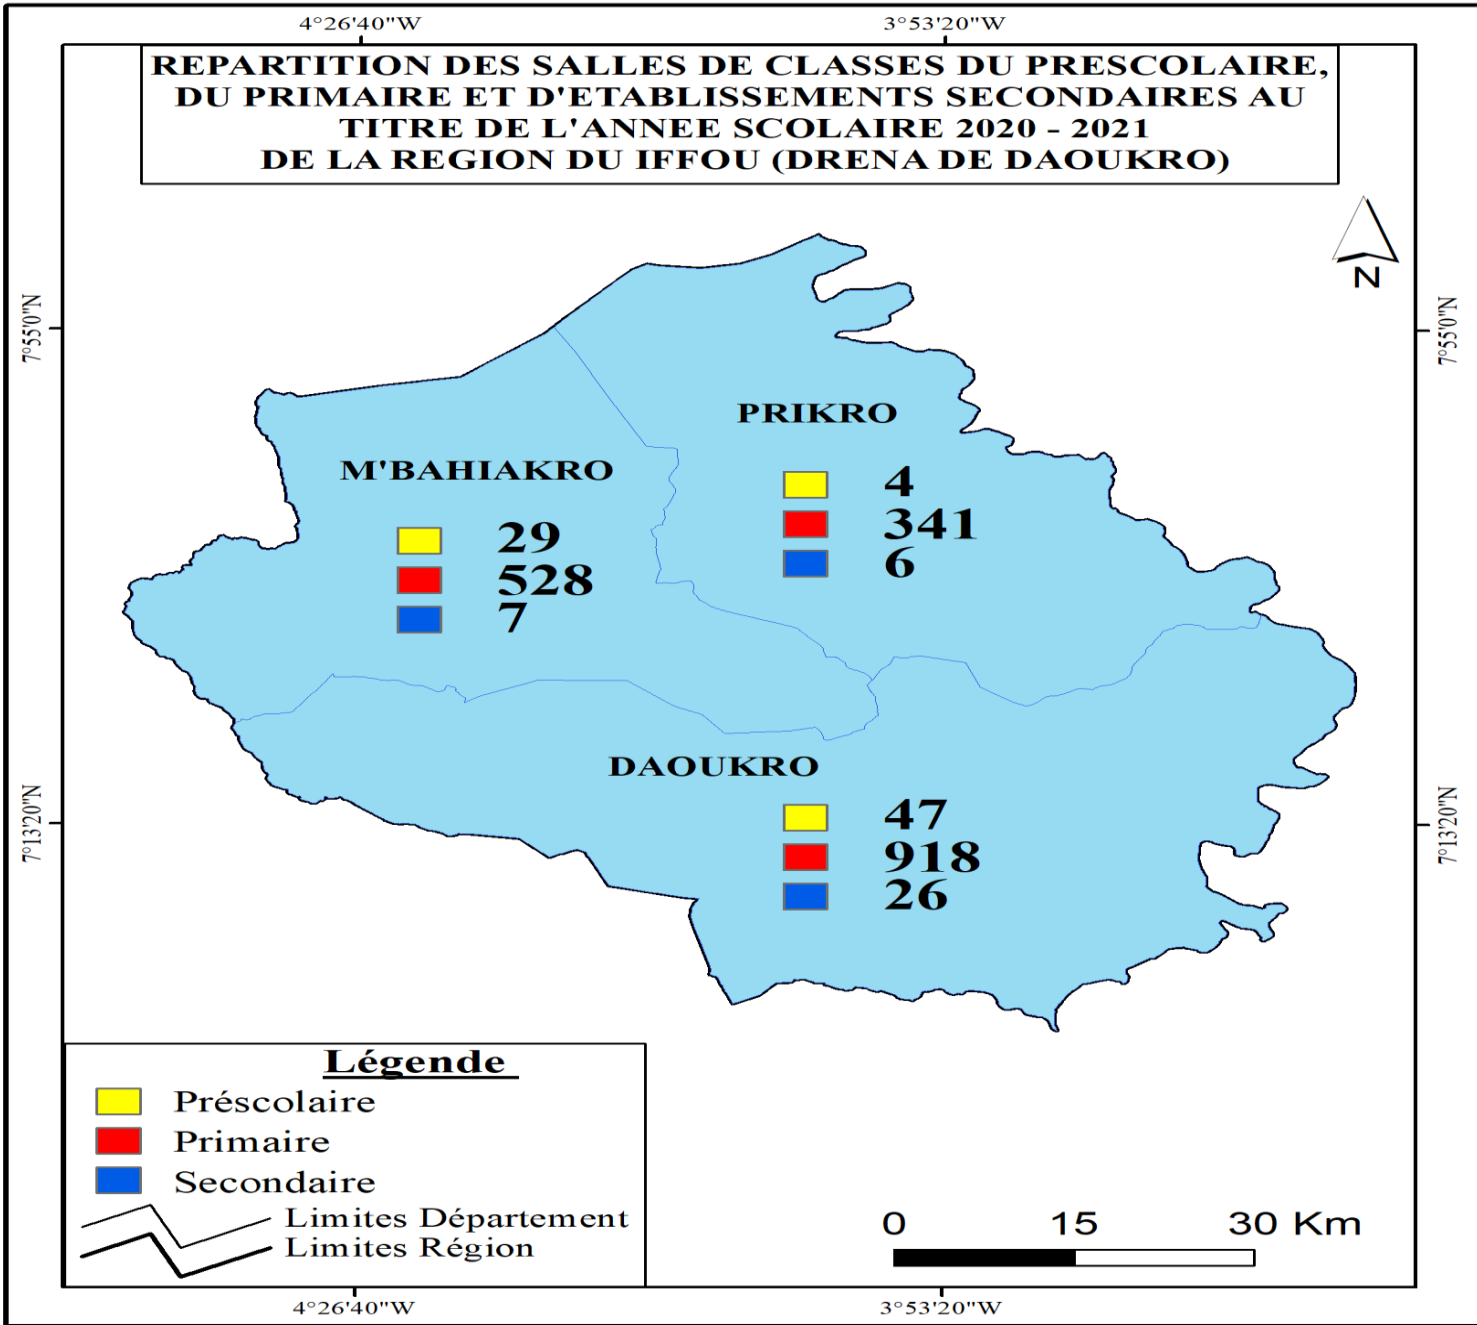 4°26'40"W
3°53'20"W
REPARTITION DES SALLES DE CLASSES DU PRESCOLAIRE,
DU PRIMAIRE ET D'ETABLISSEMENTS SECONDAIRES AU
TITRE DE L'ANNEE SCOLAIRE 2020 - 2021
DE LA REGION DU IFFOU (DRENA DE DAOUKRO)
N
7°55'0"N
7°55'0"N
PRIKRO
4
341
6
M'BAHIAKRO
29
528
7
DAOUKRO
47
918
26
7°13'20"N
7°13'20"N
Légende
Préscolaire
Primaire
Secondaire
Limites Département
Limites Région
0 15 30 Km
4°26'40"W
3°53'20"W